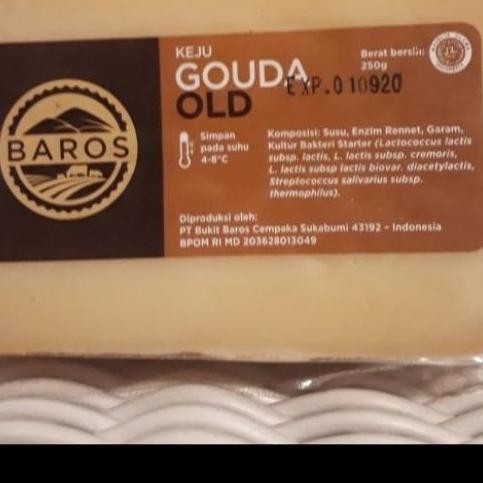 KEJU
GOUDA
OLD
Berat bersih:
250g
EXP.010920
BAROS
Simpan
pada suhu
4-8°C
Komposisi: Susu, Enzim Rennet, Garam,
Kultur Bakteri Starter (Lactococcus lactis
subsp. lactis, L. lactis subsp. cremoris,
L. lactis subsp lactis biovar. diacetylactis,
Streptococcus salivarius subsp.
thermophilus).
Diproduksi oleh:
PT Bukit Baros Cempaka Sukabumi 43192 - Indonesia
BPOM RI MD 203628013049